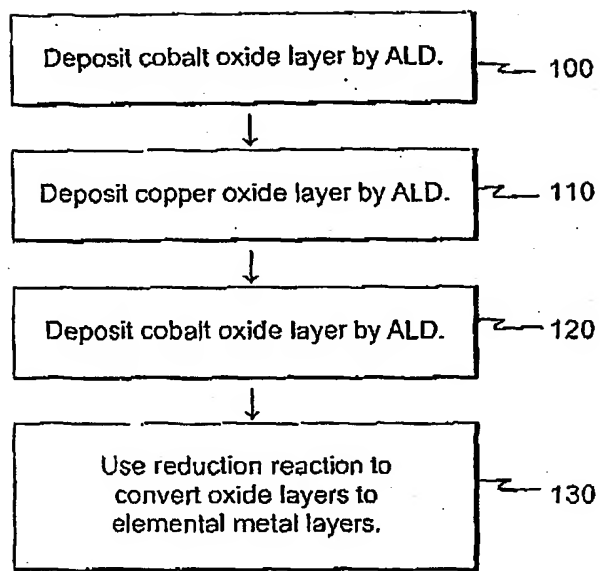 Deposit cobalt oxide layer by ALD.
100
Deposit copper oxide layer by ALD.
110
Deposit cobalt oxide layer by ALD.
120
Use reduction reaction to
convert oxide layers to
elemental metal layers.
130